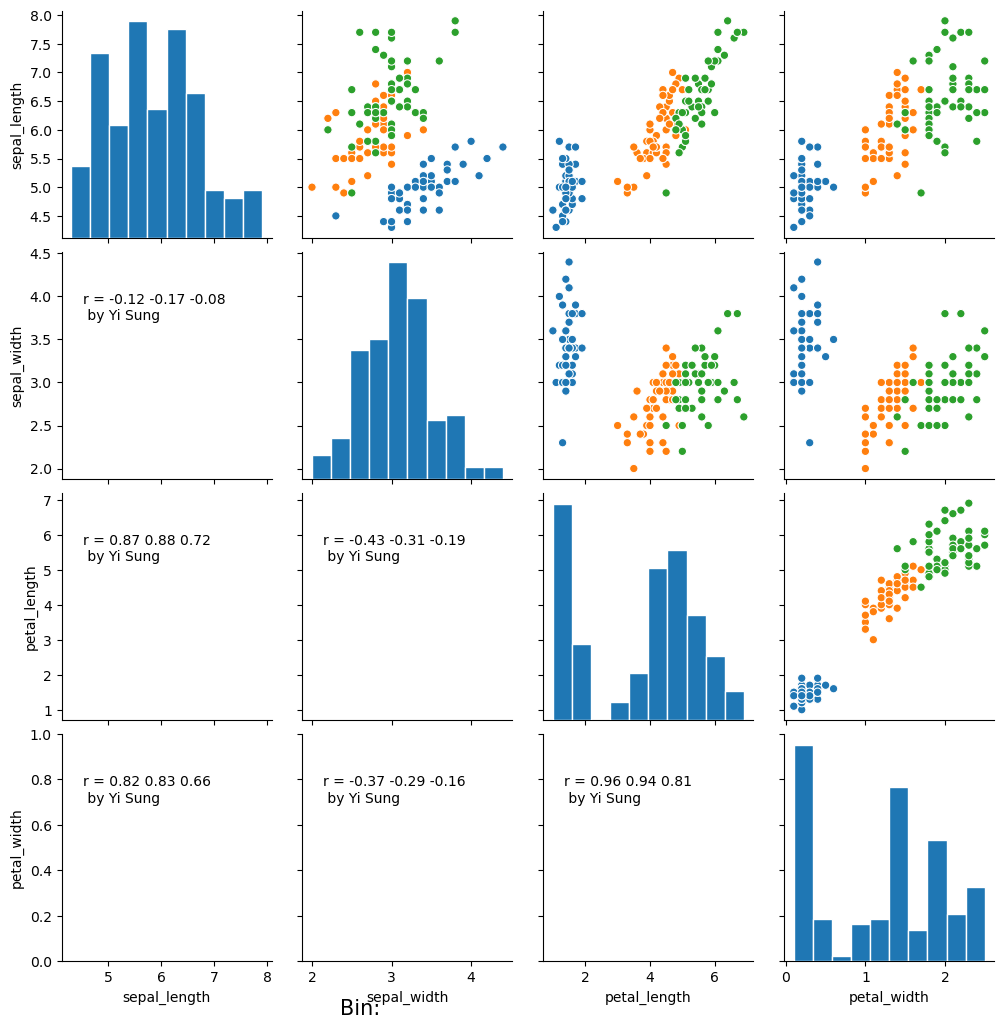 8.0
7.5
7.0
6.5
6.0
5.5
5.0
4.5
sepal_length
4.5
4.0
3.5
3.0
2.5
2.0
sepal_width
r = -0.12 -0.17 -0.08
by Yi Sung
7
6
5
4
3
2
1
petal_length
r = 0.87 0.88 0.72
by Yi Sung
r = -0.43 -0.31 -0.19
by Yi Sung
1.0
0.8
0.6
0.4
0.2
0.0
petal_width
r = 0.82 0.83 0.66
by Yi Sung
r = -0.37 -0.29 -0.16
by Yi Sung
r = 0.96 0.94 0.81
by Yi Sung
5 6 7 8
sepal_length
2 3 4
sepal_width
2 4 6
petal_length
0 1 2
petal_width
Bin: